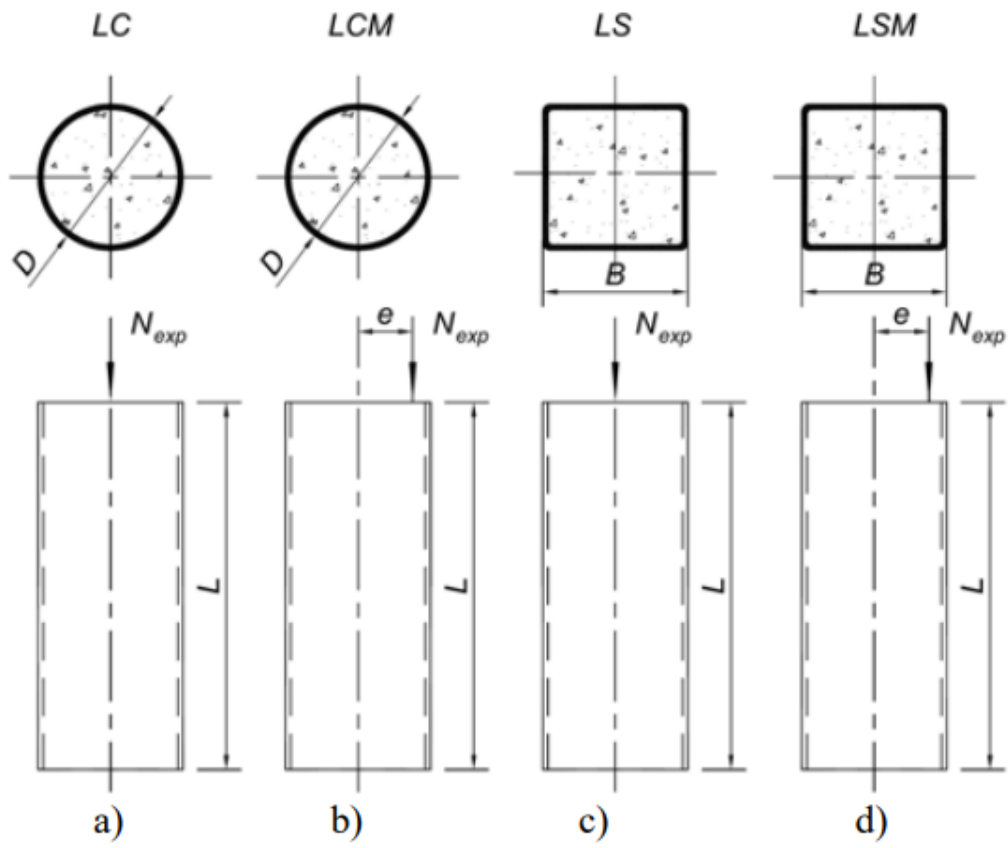 LC LCM LS LSM
D D B B
N_exp e N_exp N_exp e N_exp
L L L L
a) b) c) d)